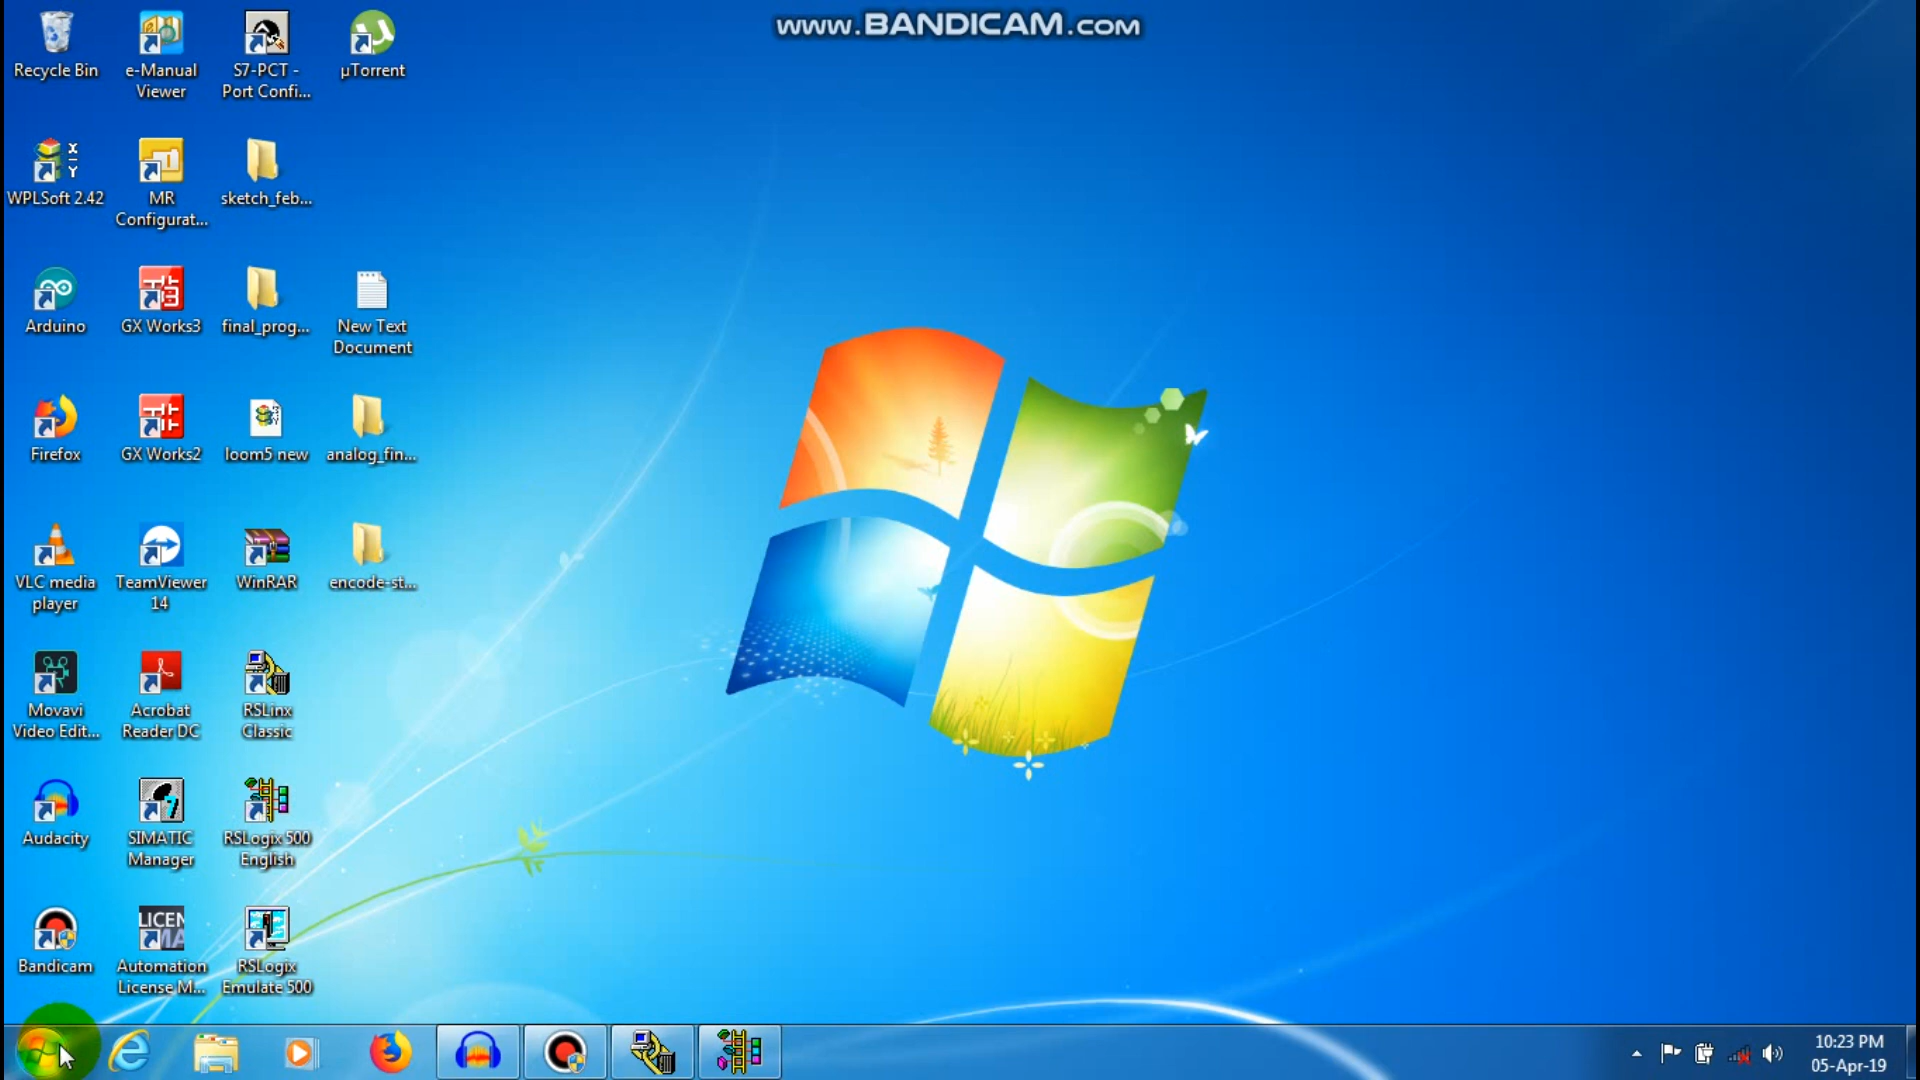 www.BANDICAM.com
Recycle Bin
e-Manual
Viewer
S7-PCT -
Port Confi...
µTorrent
X
Y
WPLSoft 2.42
MR
Configurat...
sketch_feb...
Arduino
GX Works3
final_prog...
New Text
Document
Firefox
GX Works2
loom5 new
analog_fin...
VLC media
player
TeamViewer
14
WinRAR
encode-st...
Movavi
Video Edit...
Acrobat
Reader DC
RSLinx
Classic
Audacity
SIMATIC
Manager
RSLogix 500
English
LICEN
MA
Bandicam
Automation
License M...
RSLogix
Emulate 500
10:23 PM
05-Apr-19